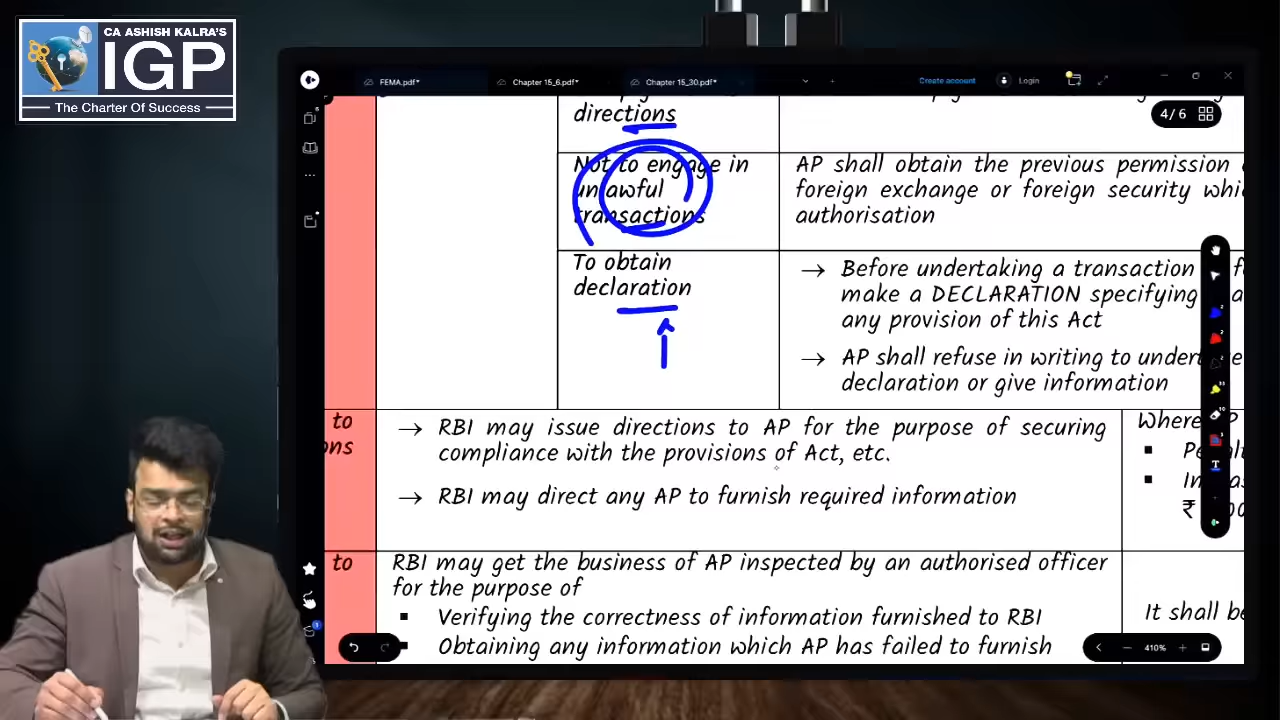 CA ASHISH KALRA'S
IGP
The Charter Of Success
FEMA.pdf*
Chapter 15_6.pdf*
Chapter 15_30.pdf*
Create account
Login
4/6
directions
Not to engage in
unlawful
transactions
AP shall obtain the previous permission
foreign exchange or foreign security
authorisation
To obtain
declaration
→ Before undertaking a transaction
make a DECLARATION specifying
any provision of this Act
→ AP shall refuse in writing to
declaration or give information
to
→ RBI may issue directions to AP for the purpose of securing
compliance with the provisions of Act, etc.
→ RBI may direct any AP to furnish required information
Where
₹
to
RBI may get the business of AP inspected by an authorised officer
for the purpose of
▪ Verifying the correctness of information furnished to RBI
▪ Obtaining any information which AP has failed to furnish
It shall be
410%